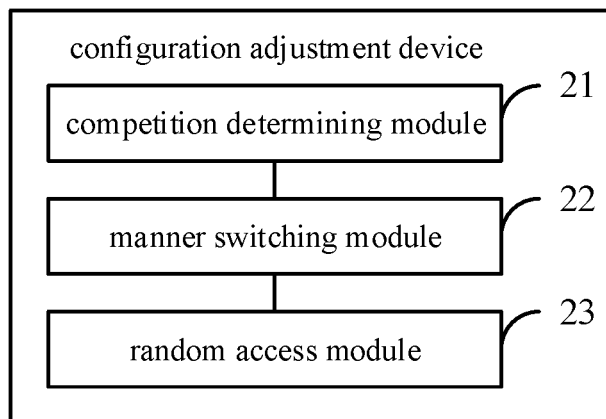 configuration adjustment device
21
competition determining module
22
manner switching module
23
random access module